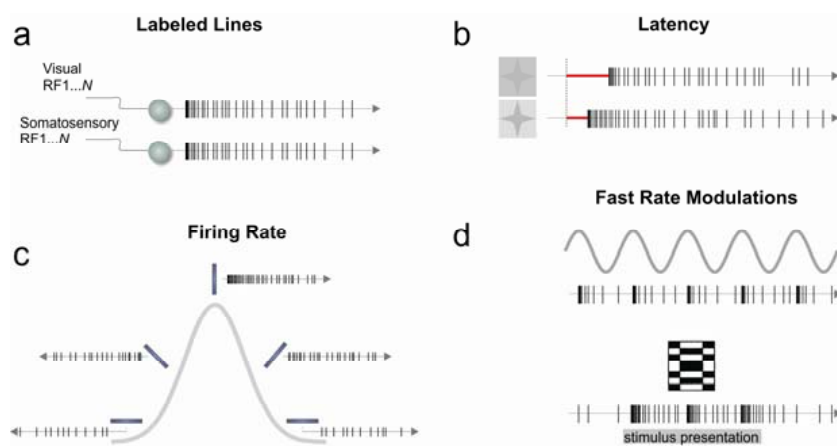 a
Labeled Lines
Visual
RF1...N
Somatosensory
RF1...N
b
Latency
c
Firing Rate
d
Fast Rate Modulations
stimulus presentation